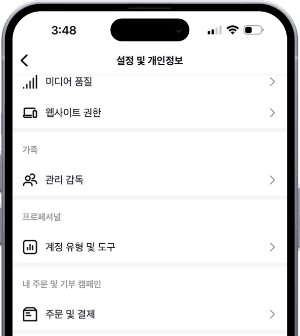 3:48
설정 및 개인정보
미디어 품질
웹사이트 권한
가족
관리 감독
프로페셔널
계정 유형 및 도구
내 주문 및 기부 캠페인
주문 및 결제